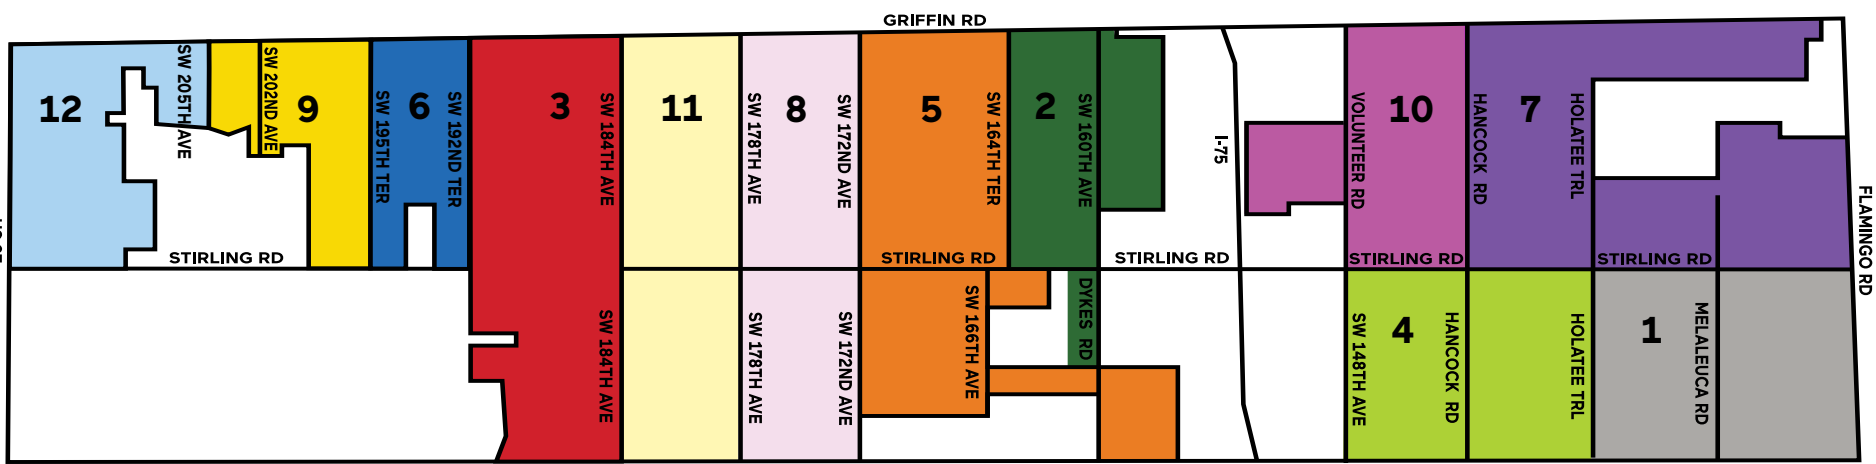 GRIFFIN RD
12
SW 205TH AVE
SW 202ND AVE
9
SW 195TH TER
6
SW 192ND TER
3
SW 184TH AVE
11
SW 178TH AVE
8
SW 172ND AVE
5
SW 164TH TER
2
SW 160TH AVE
I-75
VOLUNTEER RD
10
HANCOCK RD
7
HOLATEE TRL
FLAMINGO RD
STIRLING RD
STIRLING RD
STIRLING RD
STIRLING RD
STIRLING RD
SW 184TH AVE
SW 178TH AVE
SW 172ND AVE
SW 166TH AVE
DYKES RD
SW 148TH AVE
4
HANCOCK RD
HOLATEE TRL
1
MELALEUCA RD